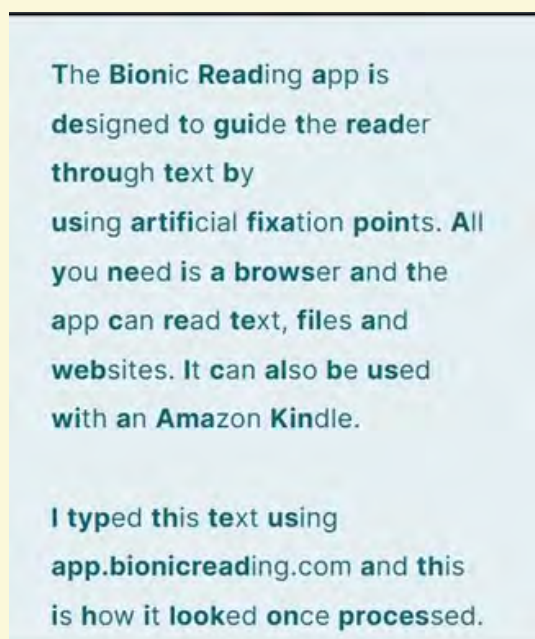 The Bionic Reading app is
designed to guide the reader
through text by
using artificial fixation points. All
you need is a browser and the
app can read text, files and
websites. It can also be used
with an Amazon Kindle.
I typed this text using
app.bionicreading.com and this
is how it looked once processed.